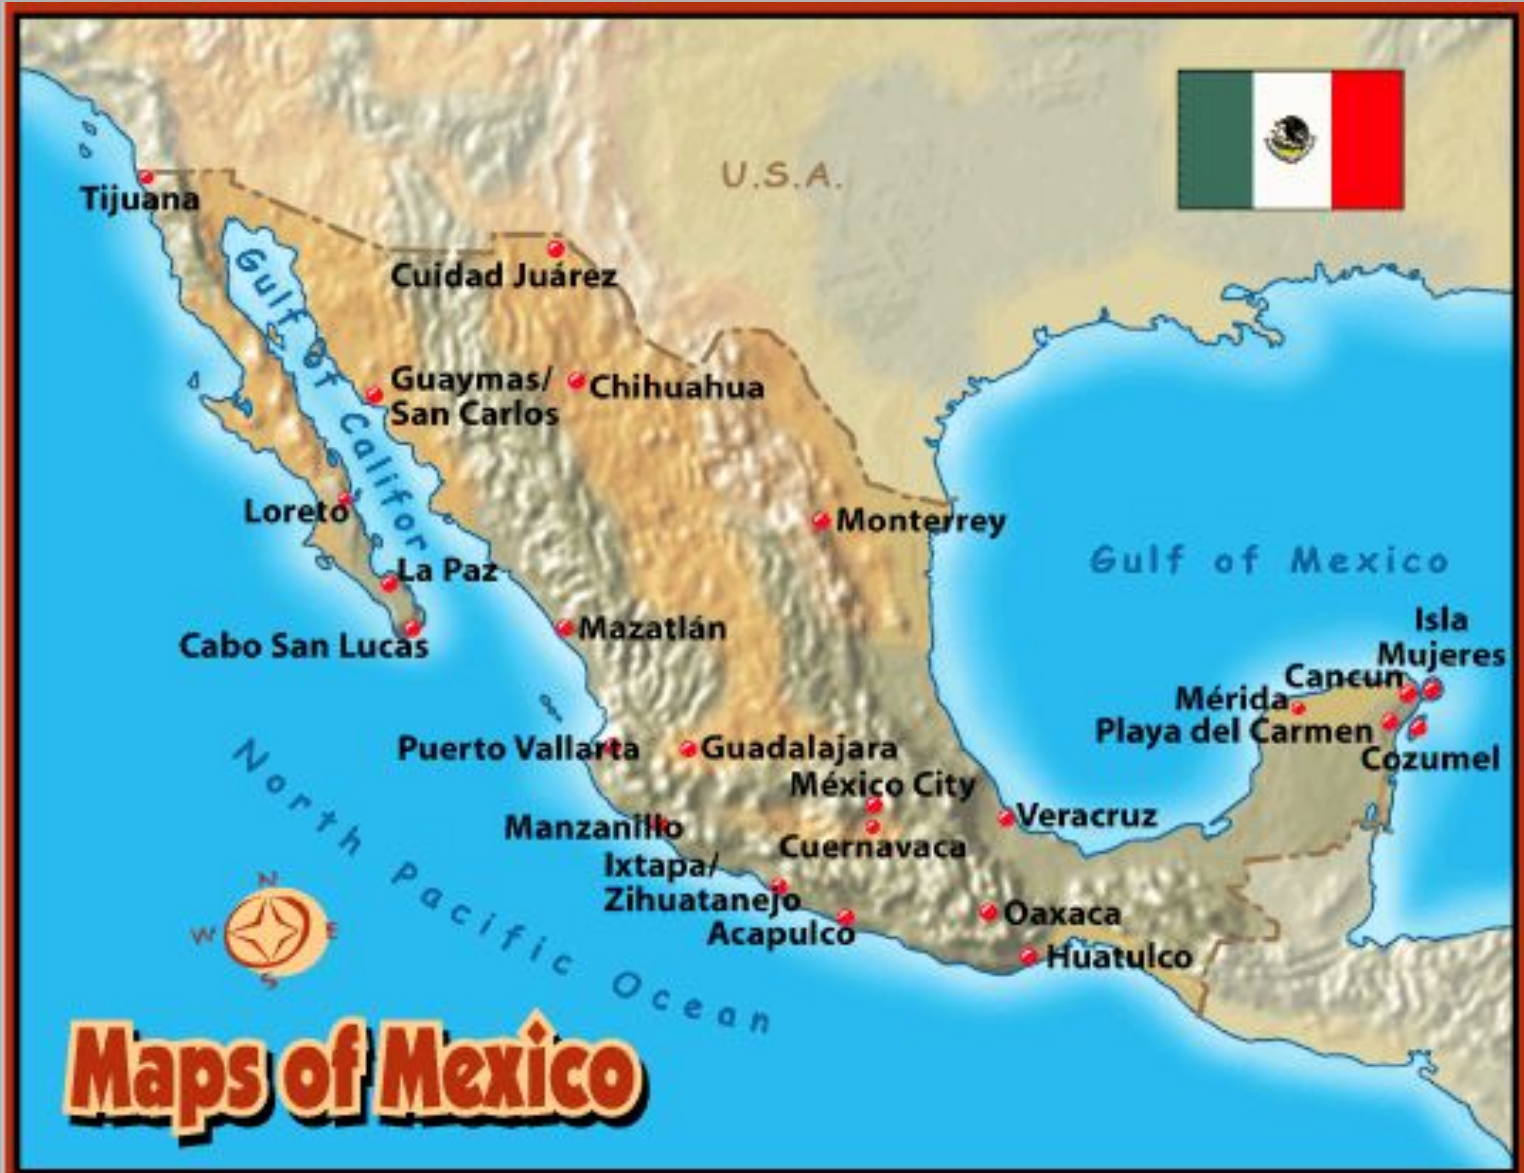 U.S.A.
Tijuana
Cuidad Juárez
Gulf of Californ
Guaymas/
San Carlos
Chihuahua
Loreto
Monterrey
Gulf of Mexico
La Paz
Mazatlán
Cabo San Lucas
Isla
Mujeres
Cancun
Mérida
Playa del Carmen
Cozumel
Puerto Vallarta
Guadalajara
México City
Manzanillo
Cuernavaca
Veracruz
Ixtapa/
Zihuatanejo
Acapulco
Oaxaca
Huatulco
North Pacific Ocean
N
W
E
S
Maps of Mexico